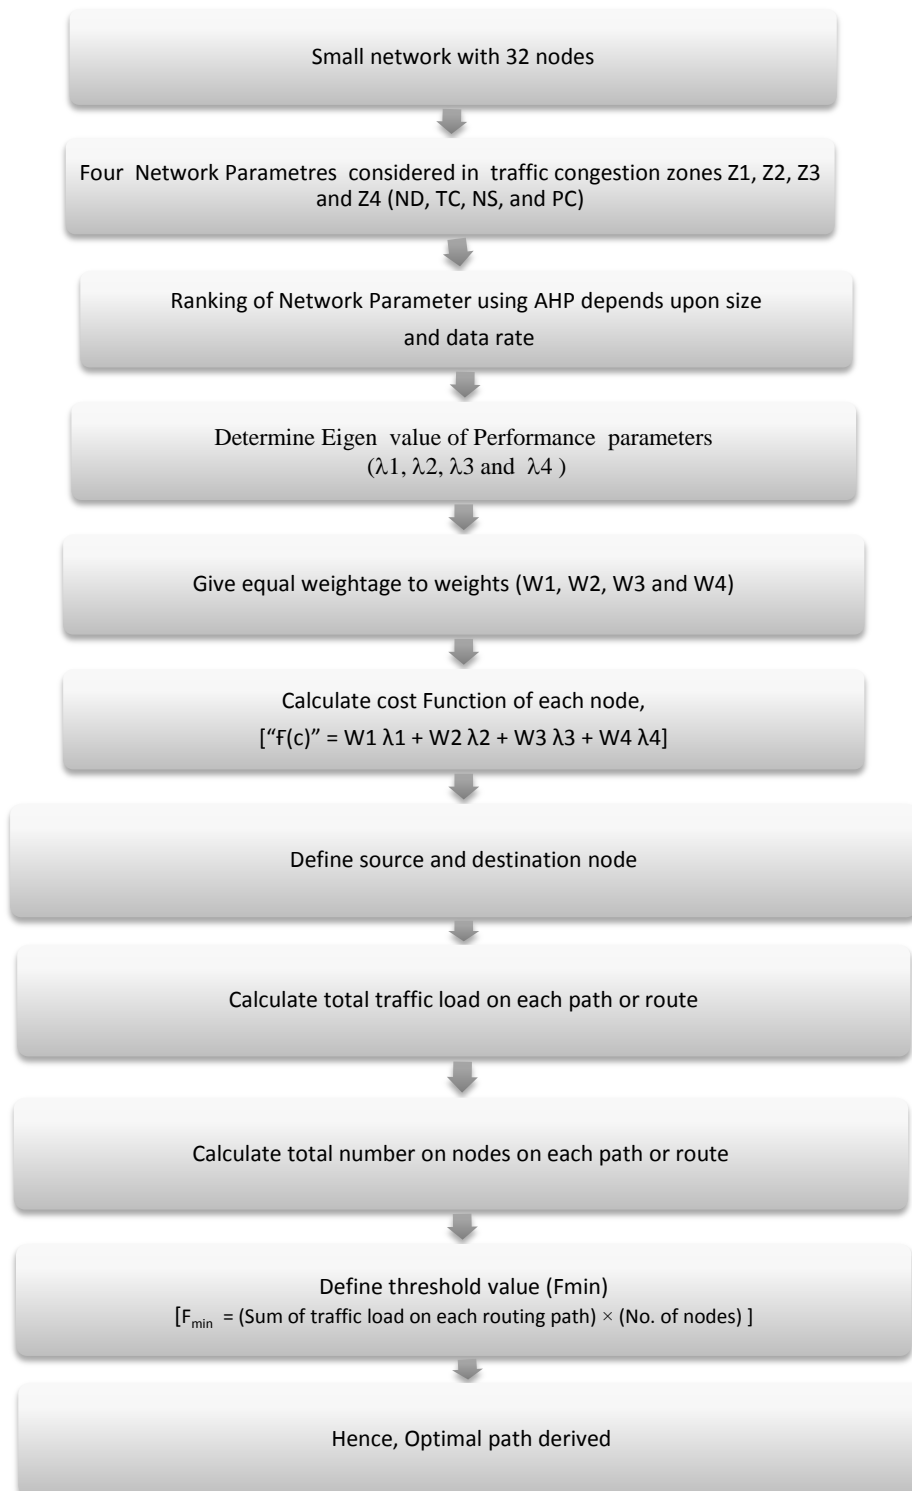 Small network with 32 nodes
Four Network Parametres considered in traffic congestion zones Z1, Z2, Z3
and Z4 (ND, TC, NS, and PC)
Ranking of Network Parameter using AHP depends upon size
and data rate
Determine Eigen value of Performance parameters
(λ1, λ2, λ3 and λ4 )
Give equal weightage to weights (W1, W2, W3 and W4)
Calculate cost Function of each node,
[“Ғ(c)” = W1 λ1 + W2 λ2 + W3 λ3 + W4 λ4]
Define source and destination node
Calculate total traffic load on each path or route
Calculate total number on nodes on each path or route
Define threshold value (Fmin)
[Fmin = (Sum of traffic load on each routing path) × (No. of nodes) ]
Hence, Optimal path derived